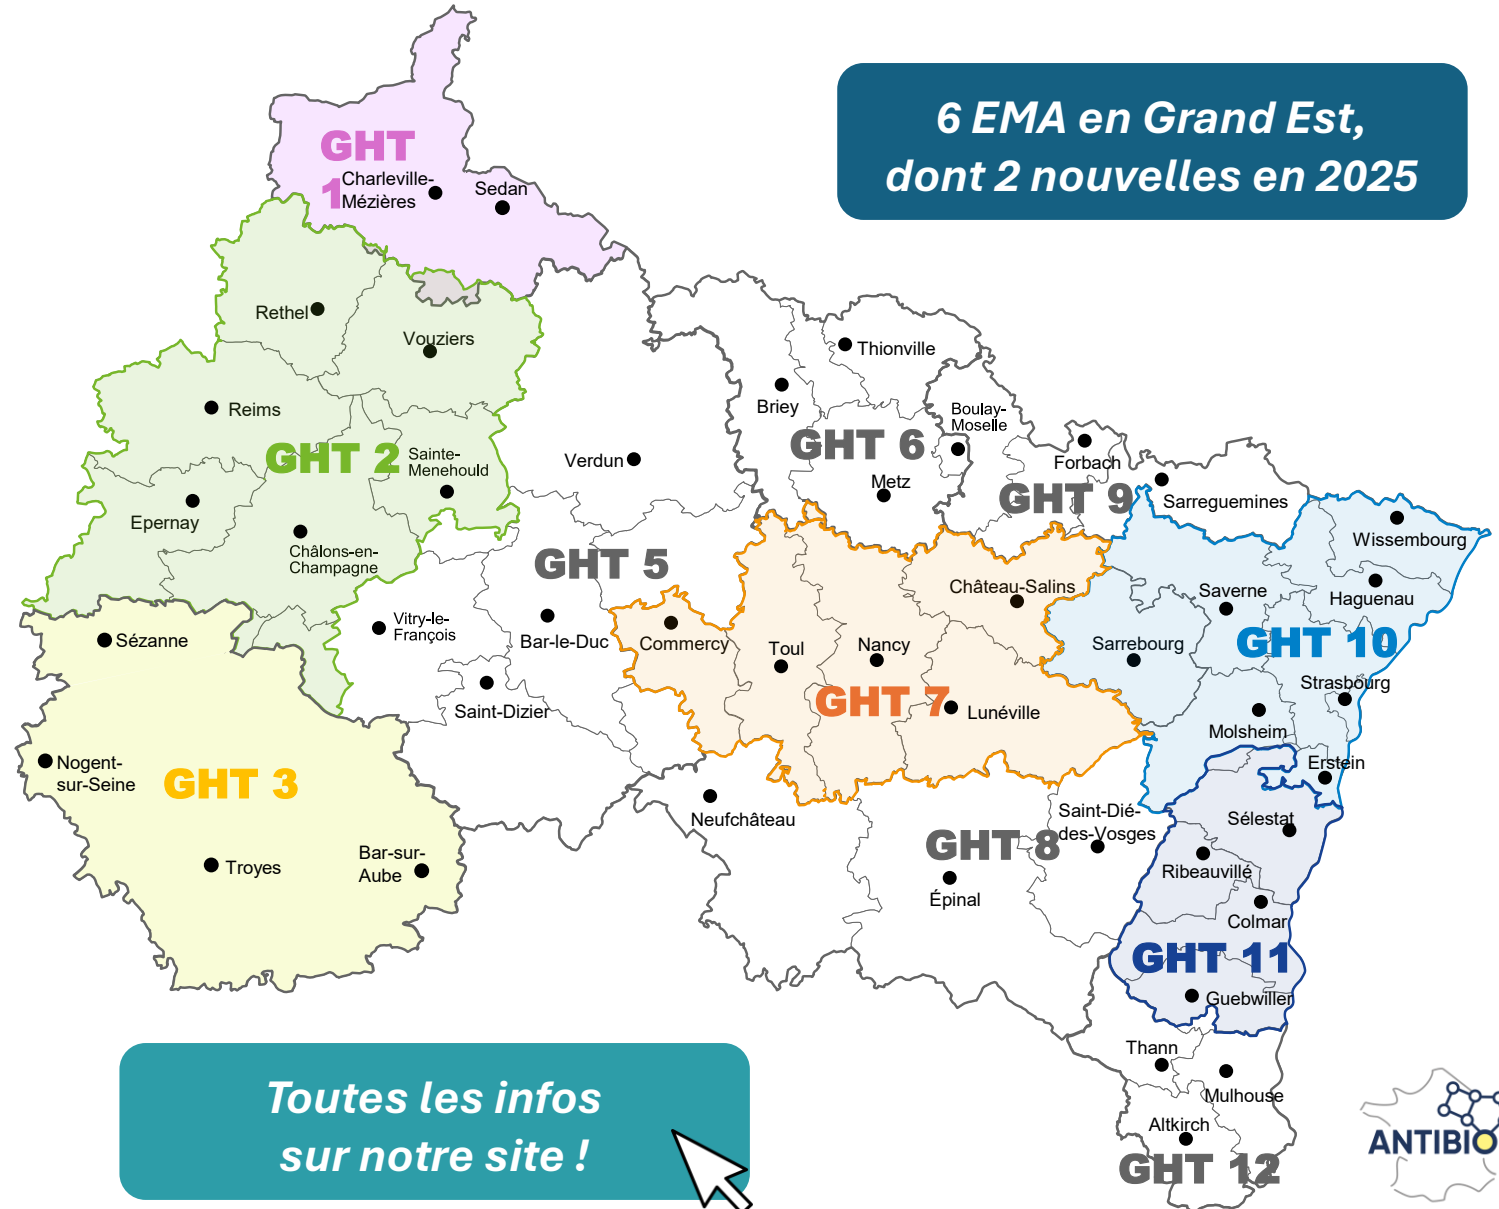 6 EMA en Grand Est,
dont 2 nouvelles en 2025
GHT
1
Charleville-
Mézières
Sedan
Rethel
Vouziers
Reims
GHT 2
Sainte-
Menehould
Epernay
Châlons-en-
Champagne
Verdun
Briey
Thionville
GHT 6
Metz
Boulay-
Moselle
Forbach
GHT 9
Sarreguemines
Wissembourg
Haguenau
Saverne
GHT 10
Sarrebourg
Strasbourg
Molsheim
Erstein
GHT 5
Vitry-le-
François
Bar-le-Duc
Saint-Dizier
Commercy
Toul
Nancy
Château-Salins
GHT 7
Lunéville
Sézanne
Nogent-
sur-Seine
GHT 3
Troyes
Bar-sur-
Aube
Neufchâteau
GHT 8
Épinal
Saint-Dié-
des-Vosges
Sélestat
Ribeauvillé
Colmar
GHT 11
Guebwiller
Thann
Mulhouse
Altkirch
GHT 12
Toutes les infos
sur notre site !
ANTIBIO